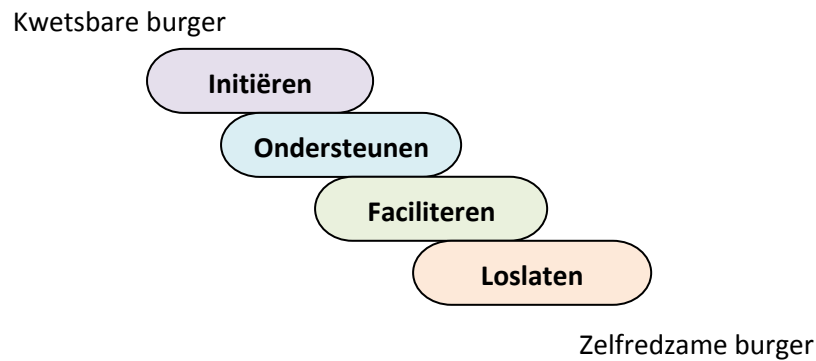 Kwetsbare burger
Initiëren
Ondersteunen
Faciliteren
Loslaten
Zelfredzame burger